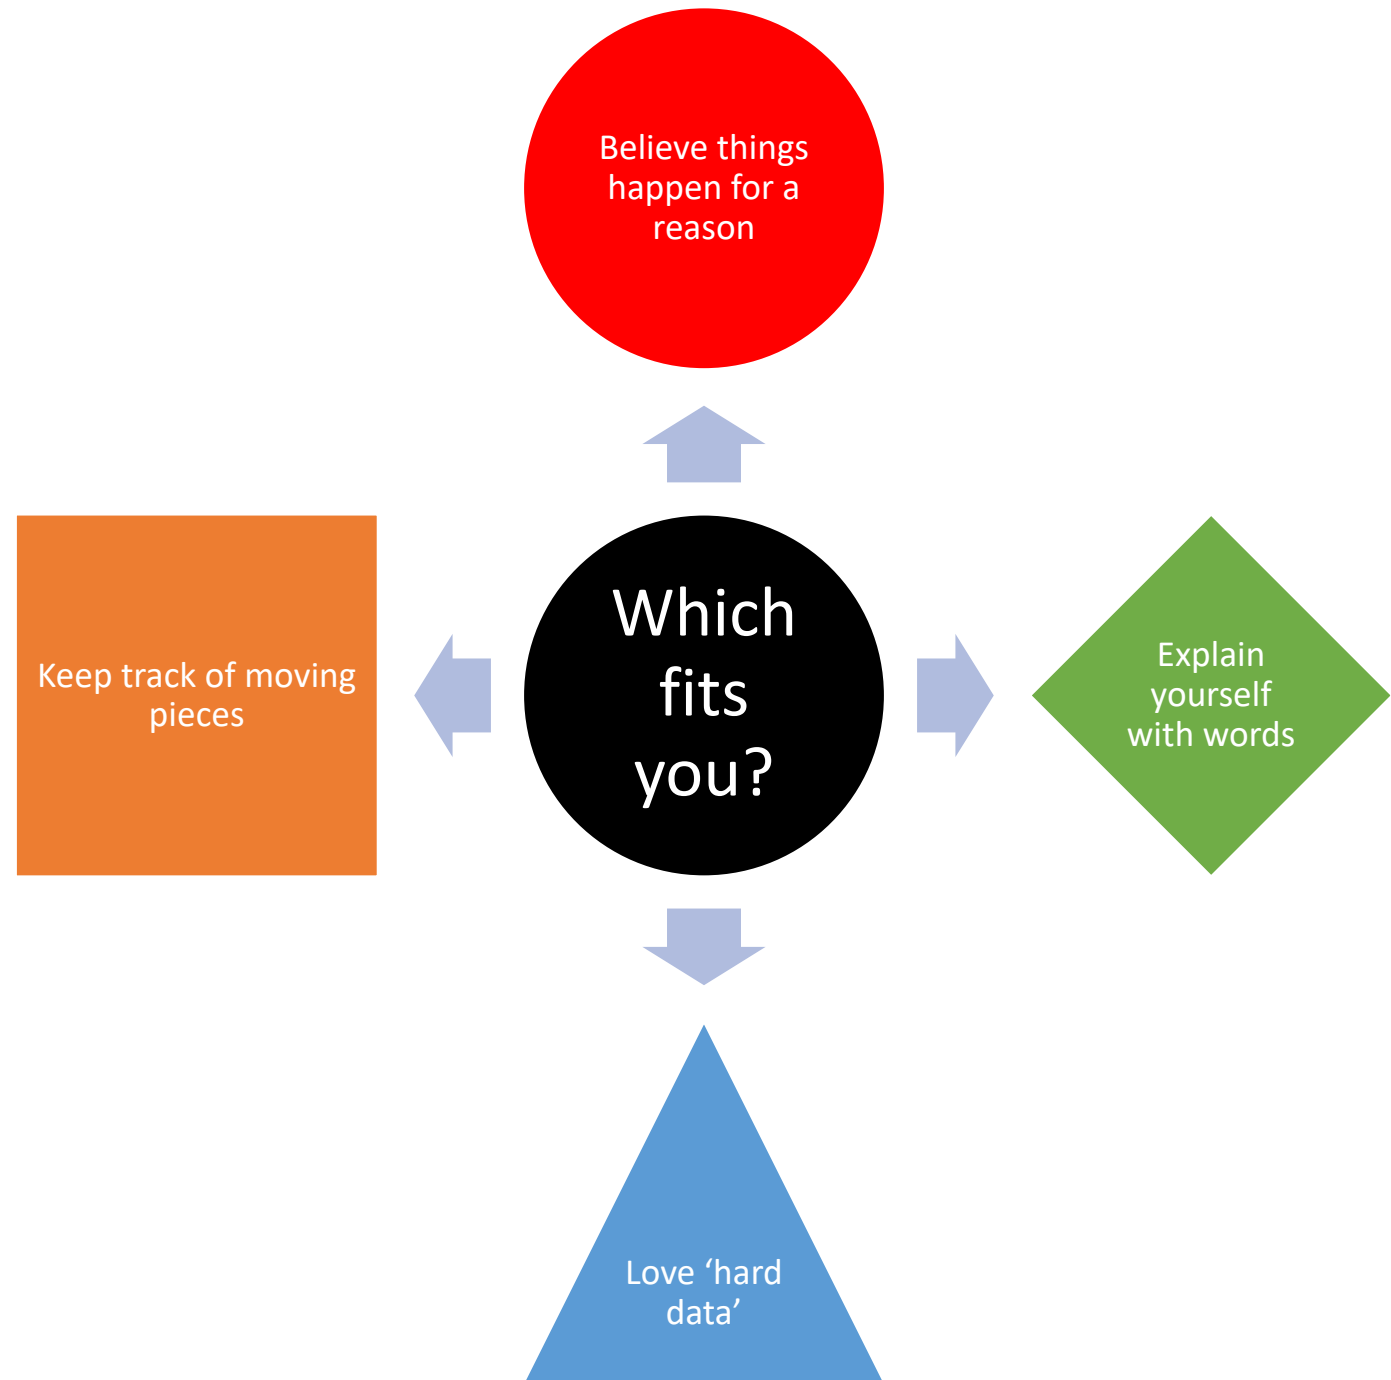 Believe things
happen for a
reason
Keep track of moving
pieces
Which
fits
you?
Explain
yourself
with words
Love ‘hard
data’